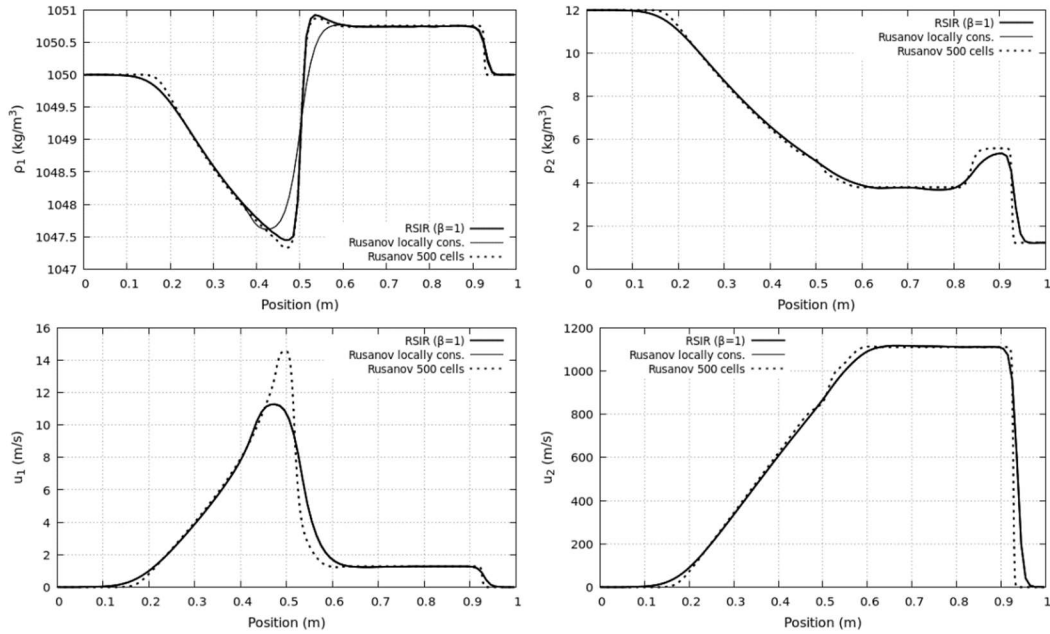 1051
1050.5
1050
1049.5
1049
1048.5
1048
1047.5
1047
ρ1 (kg/m3)
RSIR (β=1)
Rusanov locally cons.
Rusanov 500 cells
0 0.1 0.2 0.3 0.4 0.5 0.6 0.7 0.8 0.9 1
Position (m)
12
10
8
6
4
2
0
ρ2 (kg/m3)
RSIR (β=1)
Rusanov locally cons.
Rusanov 500 cells
0 0.1 0.2 0.3 0.4 0.5 0.6 0.7 0.8 0.9 1
Position (m)
16
14
12
10
8
6
4
2
0
u1 (m/s)
RSIR (β=1)
Rusanov locally cons.
Rusanov 500 cells
0 0.1 0.2 0.3 0.4 0.5 0.6 0.7 0.8 0.9 1
Position (m)
1200
1000
800
600
400
200
0
u2 (m/s)
RSIR (β=1)
Rusanov locally cons.
Rusanov 500 cells
0 0.1 0.2 0.3 0.4 0.5 0.6 0.7 0.8 0.9 1
Position (m)